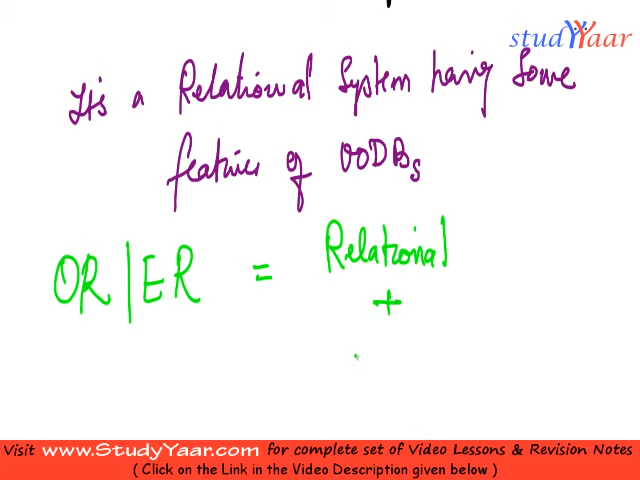 studYYaar
It's a Relational System having Some
features of OODBs
OR|ER = Relational
+
Visit www.StudyYaar.com for complete set of Video Lessons & Revision Notes
( Click on the Link in the Video Description given below )